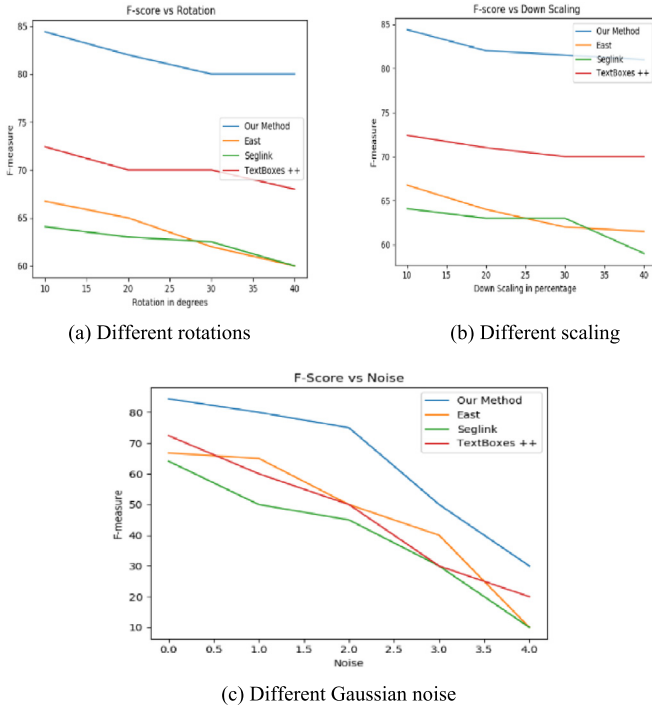 F-score vs Rotation
85
80
75
70
65
60
F-measure
Our Method
East
Seglink
TextBoxes ++
10 15 20 25 30 35 40
Rotation in degrees
(a) Different rotations
F-score vs Down Scaling
85
80
75
70
65
60
F-measure
Our Method
East
Seglink
TextBoxes ++
10 15 20 25 30 35 40
Down Scaling in percentage
(b) Different scaling
F-Score vs Noise
80
70
60
50
40
30
20
10
F-measure
Our Method
East
Seglink
TextBoxes ++
0.0 0.5 1.0 1.5 2.0 2.5 3.0 3.5 4.0
Noise
(c) Different Gaussian noise